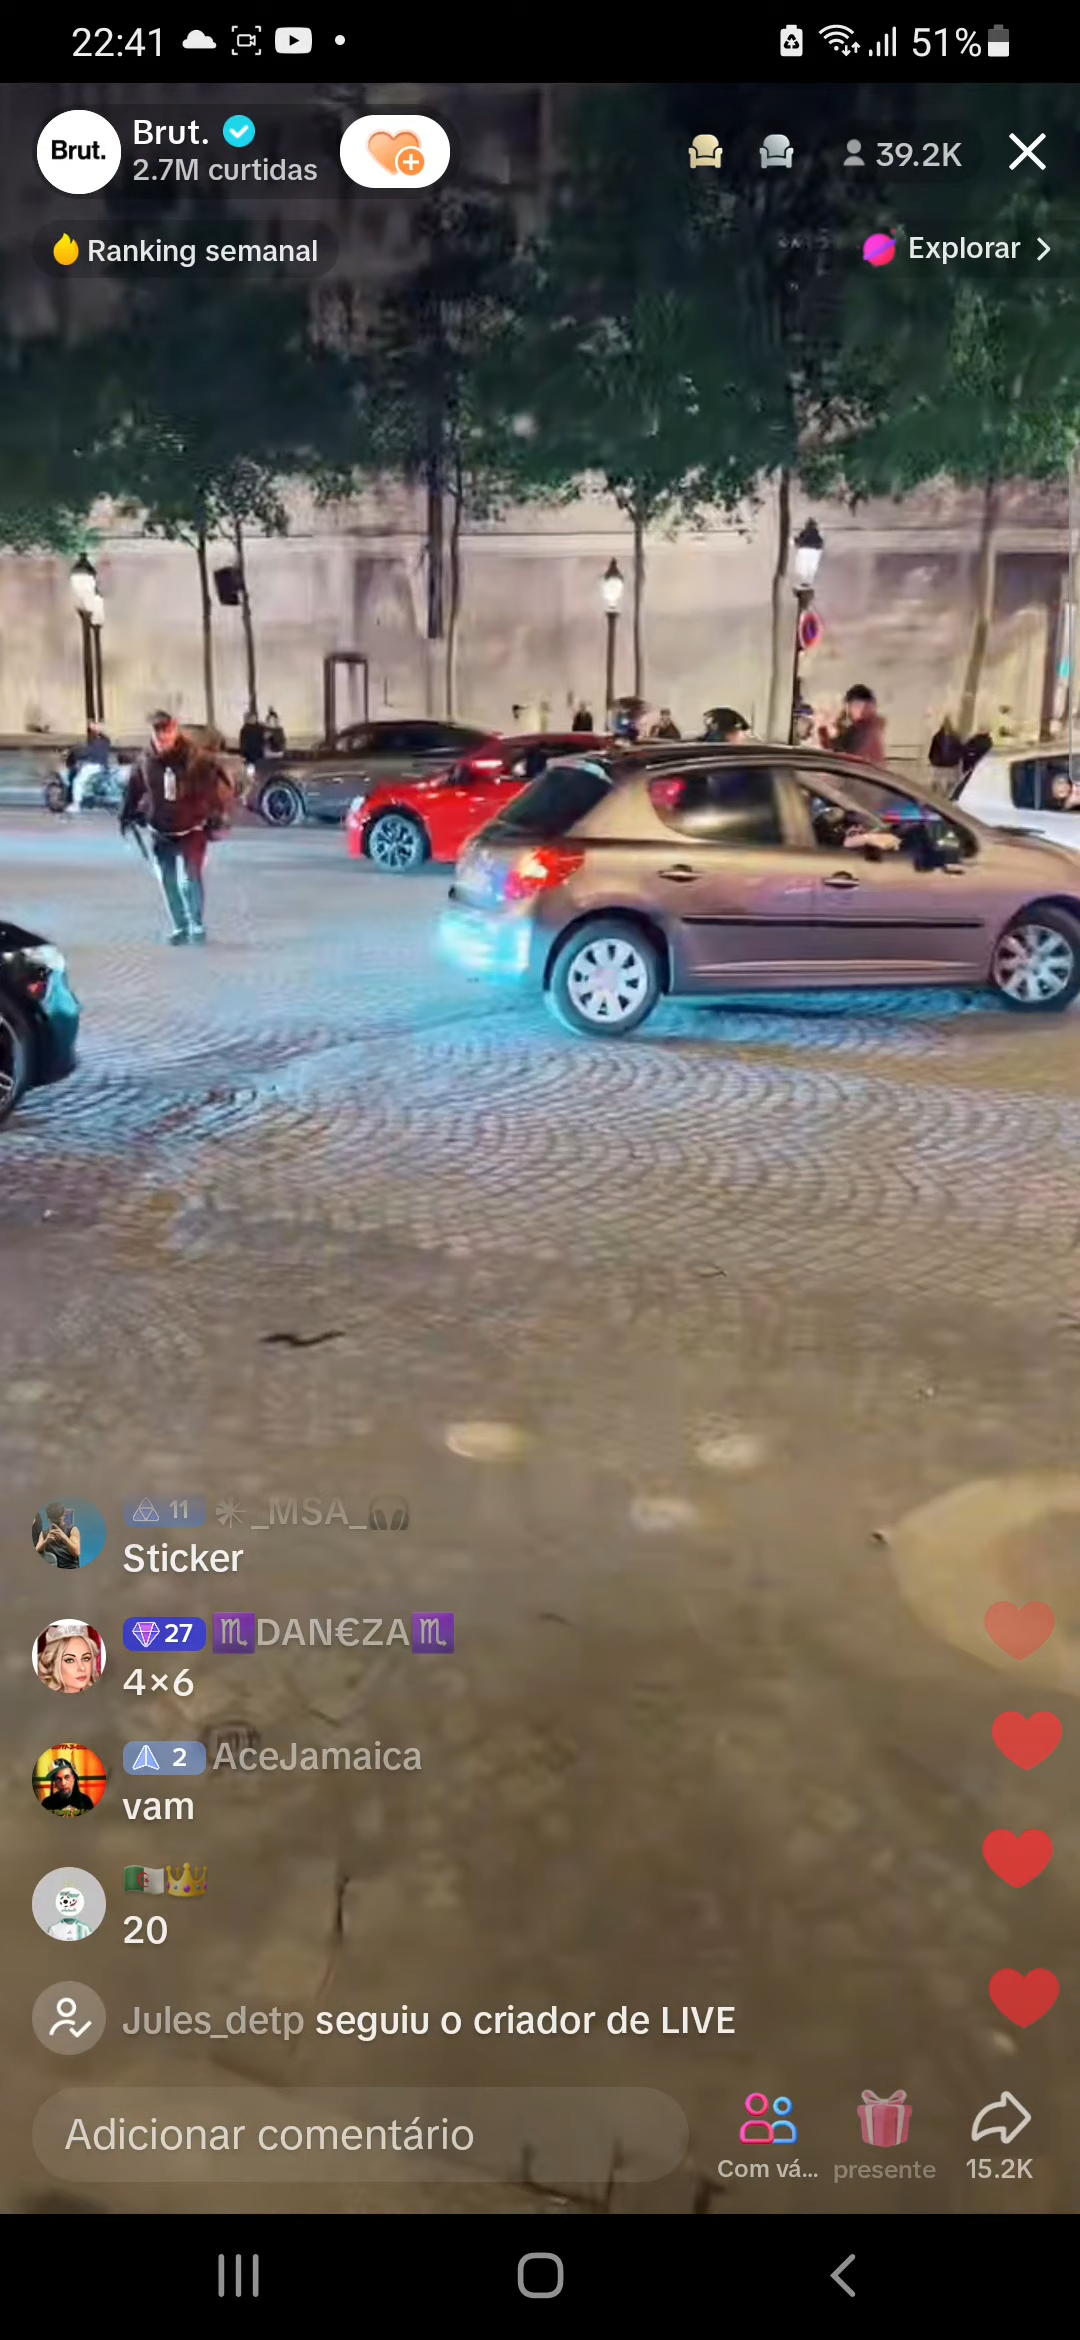 22:41
51%
Brut.
Brut.
2.7M curtidas
39.2K
Ranking semanal
Explorar
11 _MSA_🎧
Sticker
27 ♏DAN€ZA♏
4×6
2 AceJamaica
vam
🇩🇿👑
20
Jules_detp seguiu o criador de LIVE
Adicionar comentário
Com vá...
presente
15.2K